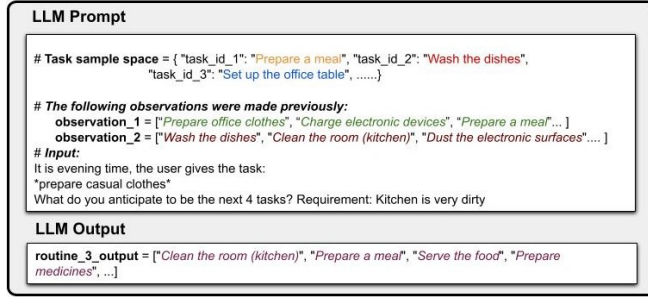 LLM Prompt
# Task sample space = { "task_id_1": "Prepare a meal", "task_id_2": "Wash the dishes",
"task_id_3": "Set up the office table", ......}
# The following observations were made previously:
observation_1 = ["Prepare office clothes", "Charge electronic devices", "Prepare a meal"... ]
observation_2 = ["Wash the dishes", "Clean the room (kitchen)", "Dust the electronic surfaces".... ]
# Input:
It is evening time, the user gives the task:
*prepare casual clothes*
What do you anticipate to be the next 4 tasks? Requirement: Kitchen is very dirty
LLM Output
routine_3_output = ["Clean the room (kitchen)", "Prepare a meal", "Serve the food", "Prepare
medicines", ...]